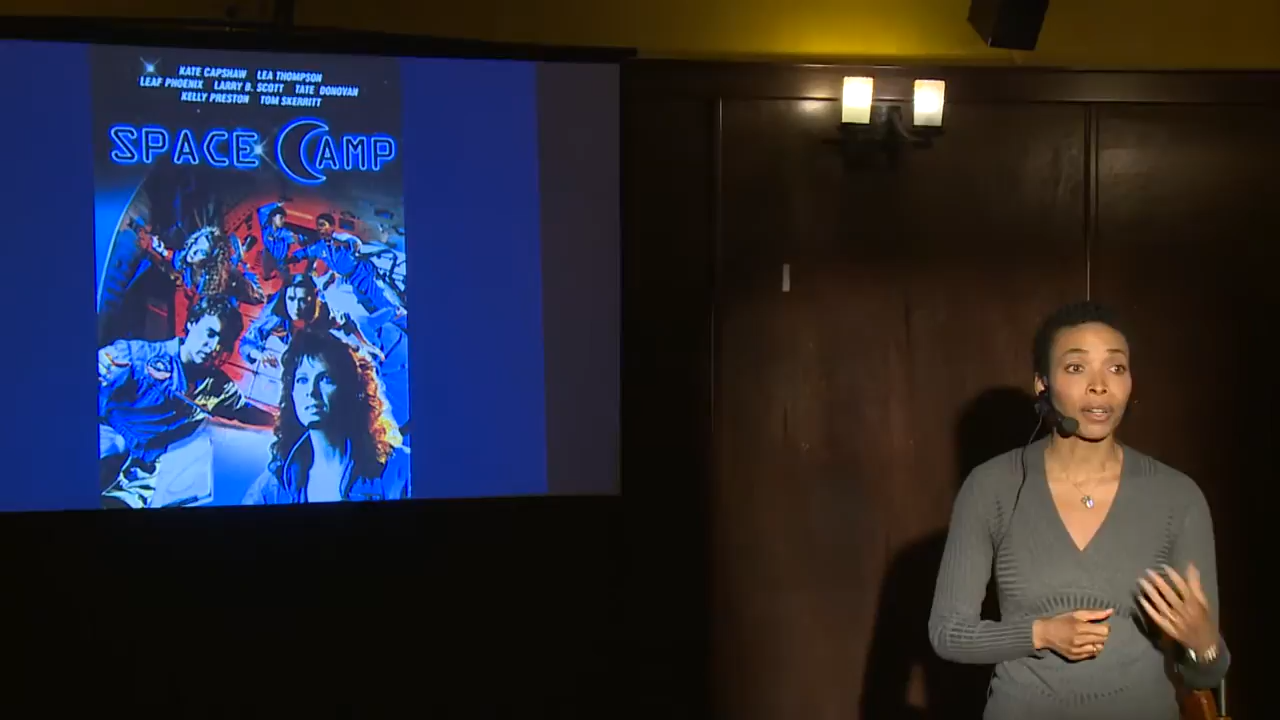 KATE CAPSHAW LEA THOMPSON
LEAF PHOENIX LARRY B. SCOTT TATE DONOVAN
KELLY PRESTON TOM SKERRITT
SPACE CAMP